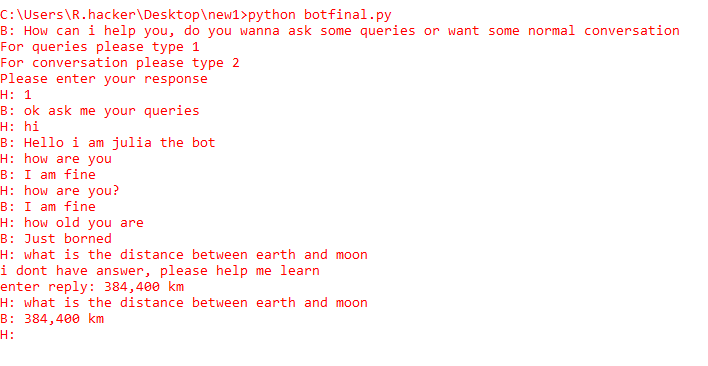 C:\Users\R.hacker\Desktop\new1>python botfinal.py
B: How can i help you, do you wanna ask some queries or want some normal conversation
For queries please type 1
For conversation please type 2
Please enter your response
H: 1
B: ok ask me your queries
H: hi
B: Hello i am julia the bot
H: how are you
B: I am fine
H: how are you?
B: I am fine
H: how old you are
B: Just borned
H: what is the distance between earth and moon
i dont have answer, please help me learn
enter reply: 384,400 km
H: what is the distance between earth and moon
B: 384,400 km
H: